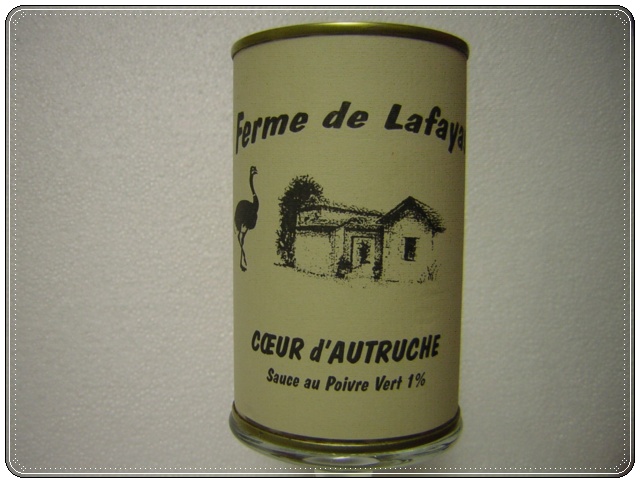 Ferme de Lafaya
CŒUR d'AUTRUCHE
Sauce au Poivre Vert 1%